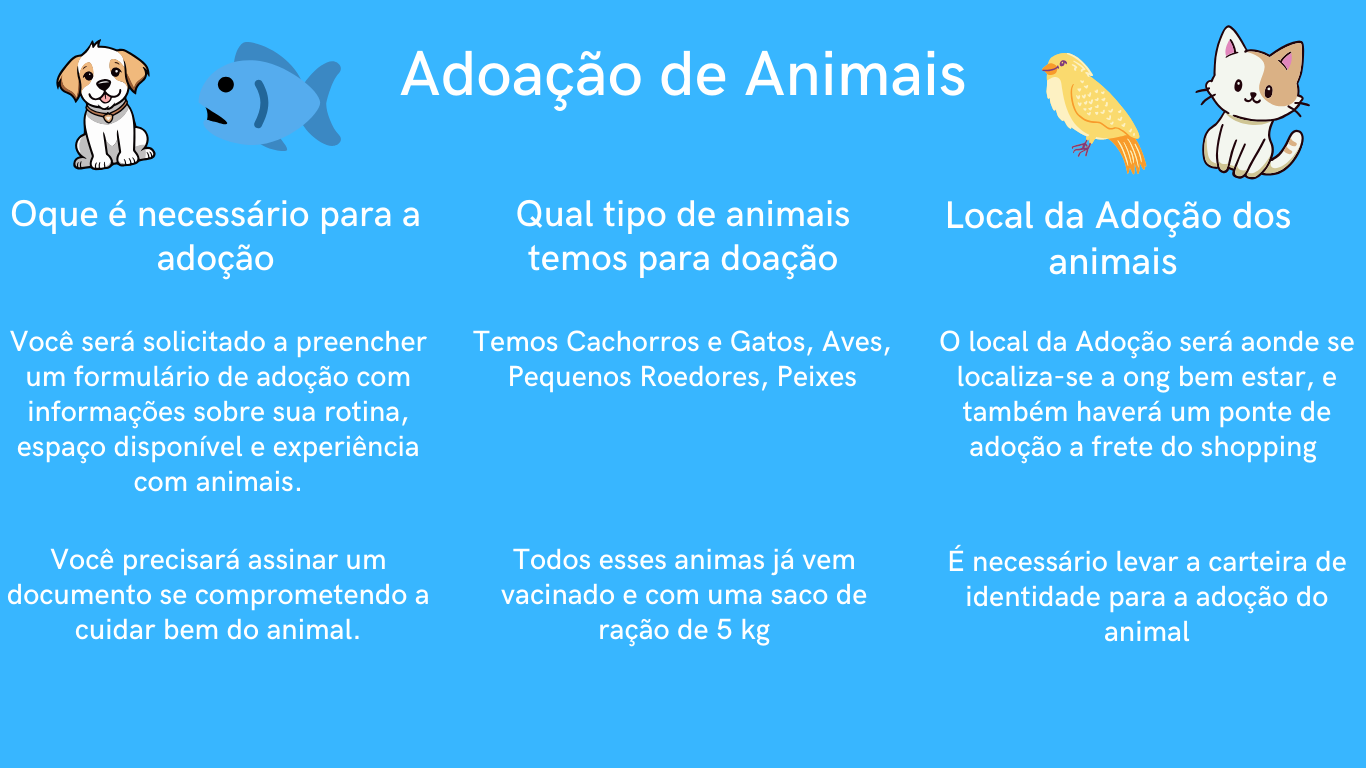 Adoação de Animais
Oque é necessário para a
adoção
Você será solicitado a preencher
um formulário de adoção com
informações sobre sua rotina,
espaço disponível e experiência
com animais.
Você precisará assinar um
documento se comprometendo a
cuidar bem do animal.
Qual tipo de animais
temos para doação
Temos Cachorros e Gatos, Aves,
Pequenos Roedores, Peixes
Todos esses animas já vem
vacinado e com uma saco de
ração de 5 kg
Local da Adoção dos
animais
O local da Adoção será aonde se
localiza-se a ong bem estar, e
também haverá um ponte de
adoção a frete do shopping
É necessário levar a carteira de
identidade para a adoção do
animal